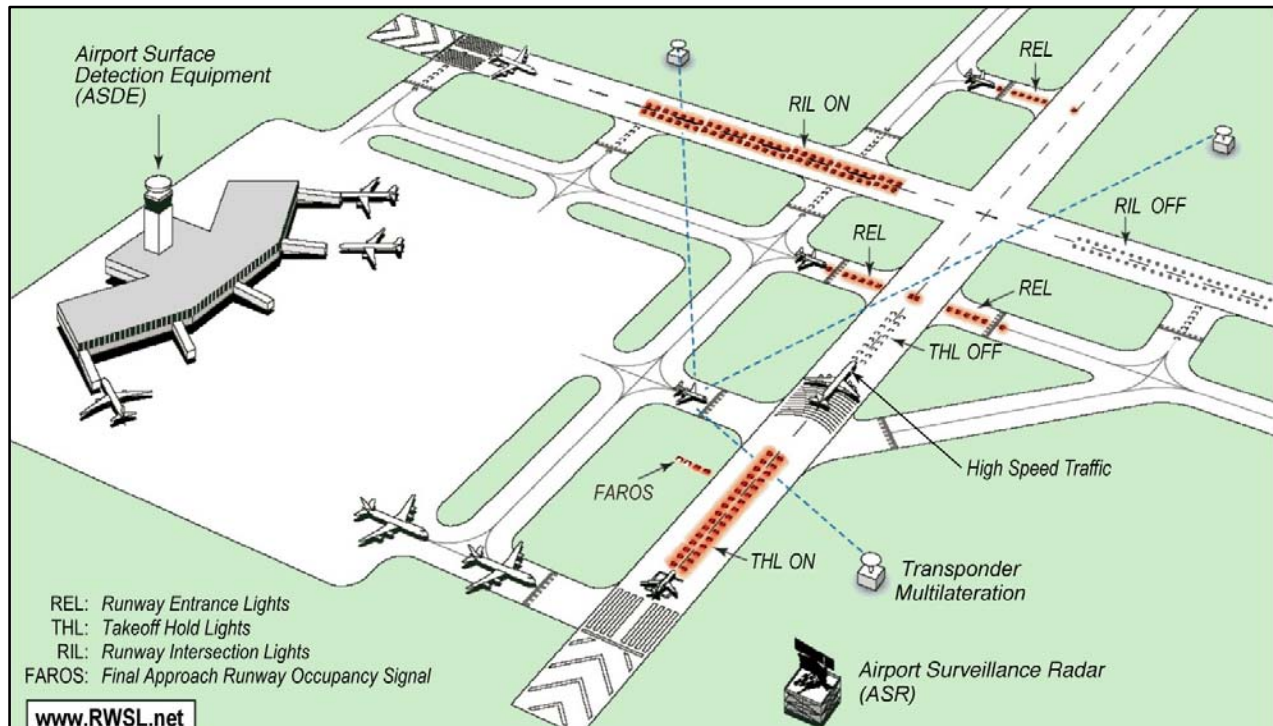 Airport Surface
Detection Equipment
(ASDE)
REL
RIL ON
RIL OFF
REL
REL
THL OFF
High Speed Traffic
FAROS
THL ON
Transponder
Multilateration
REL: Runway Entrance Lights
THL: Takeoff Hold Lights
RIL: Runway Intersection Lights
FAROS: Final Approach Runway Occupancy Signal
Airport Surveillance Radar
(ASR)
www.RWSL.net